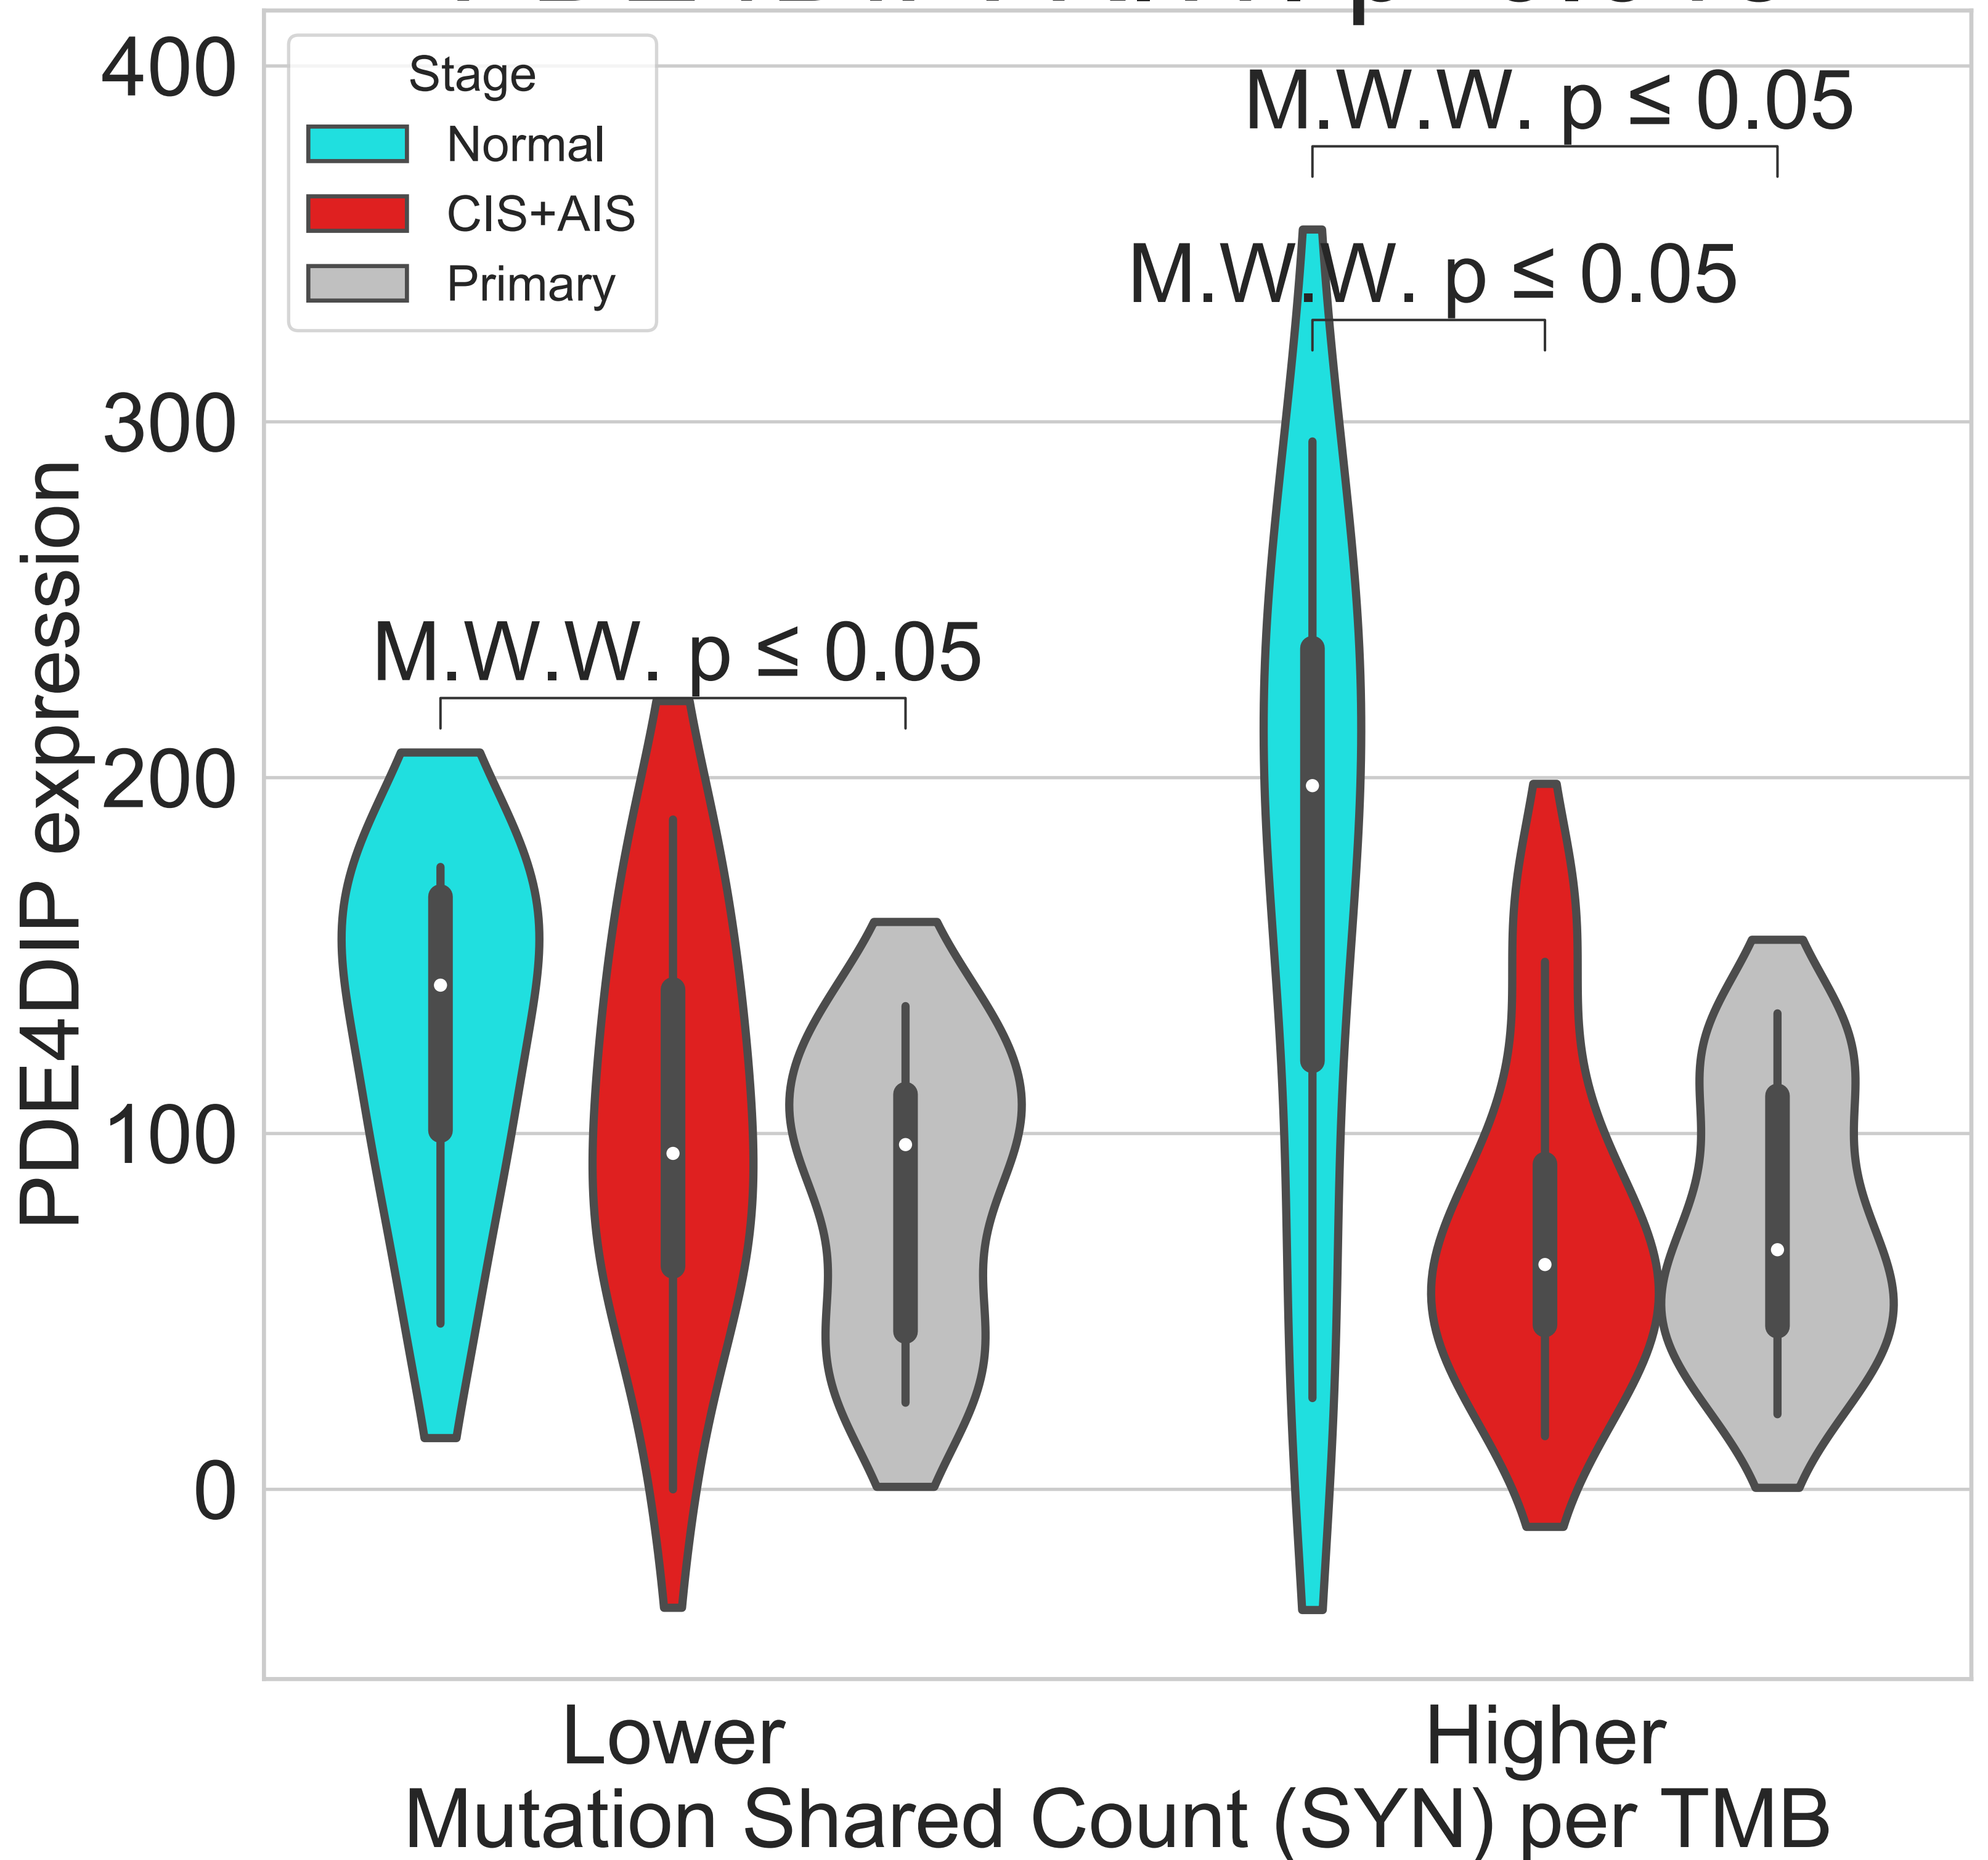 400
300
200
100
0
PDE4DIP expression
Stage
Normal
CIS+AIS
Primary
M.W.W. p ≤ 0.05
M.W.W. p ≤ 0.05
M.W.W. p ≤ 0.05
Lower
Higher
Mutation Shared Count (SYN) per TMB